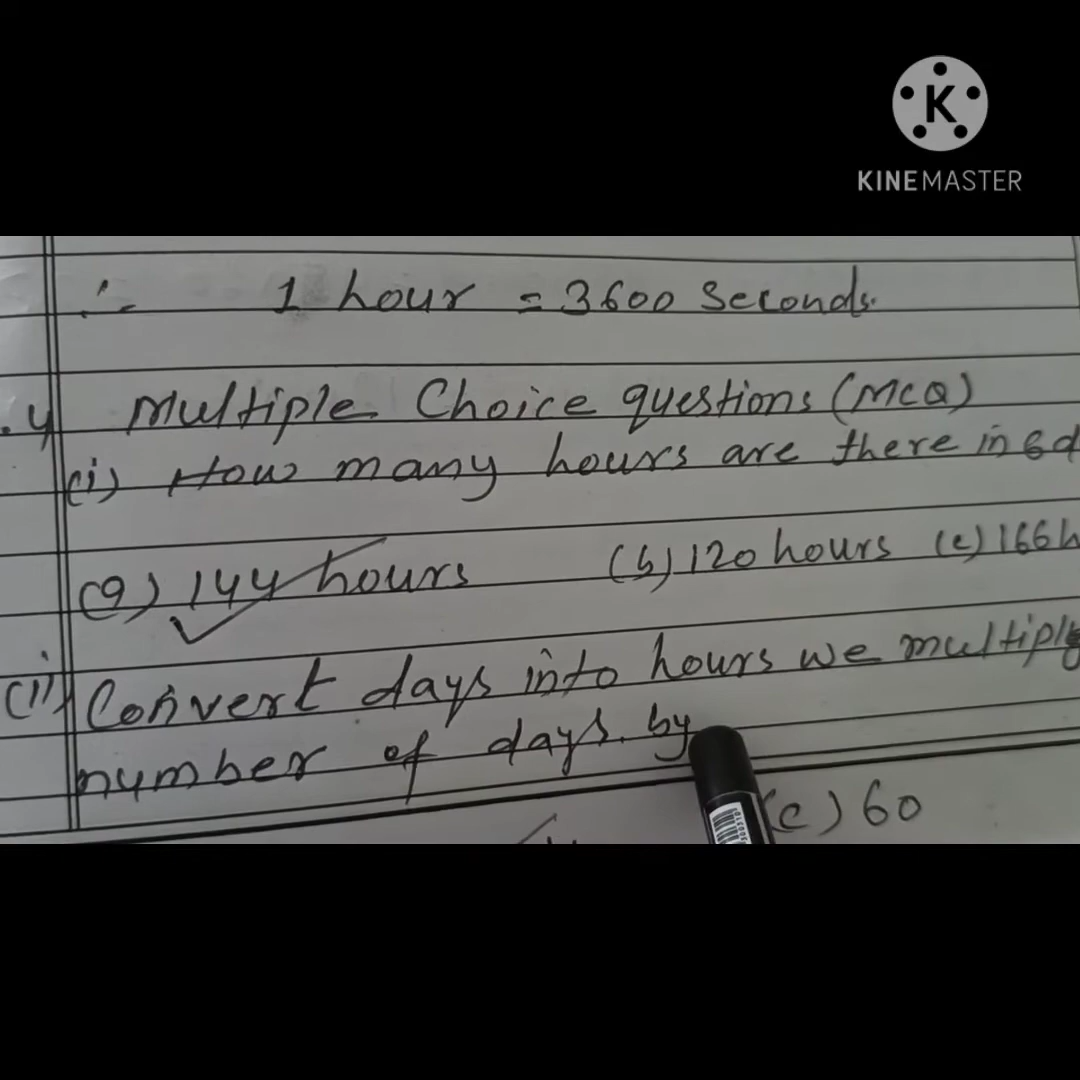 K
KINEMASTER
∴ 1 hour = 3600 Seconds.
.4 Multiple Choice questions (MCQ)
(i) How many hours are there in 6d
(a) 144 hours (b) 120 hours (c) 166h
(ii) Convert days into hours we multiply
number of days. by
(c) 60